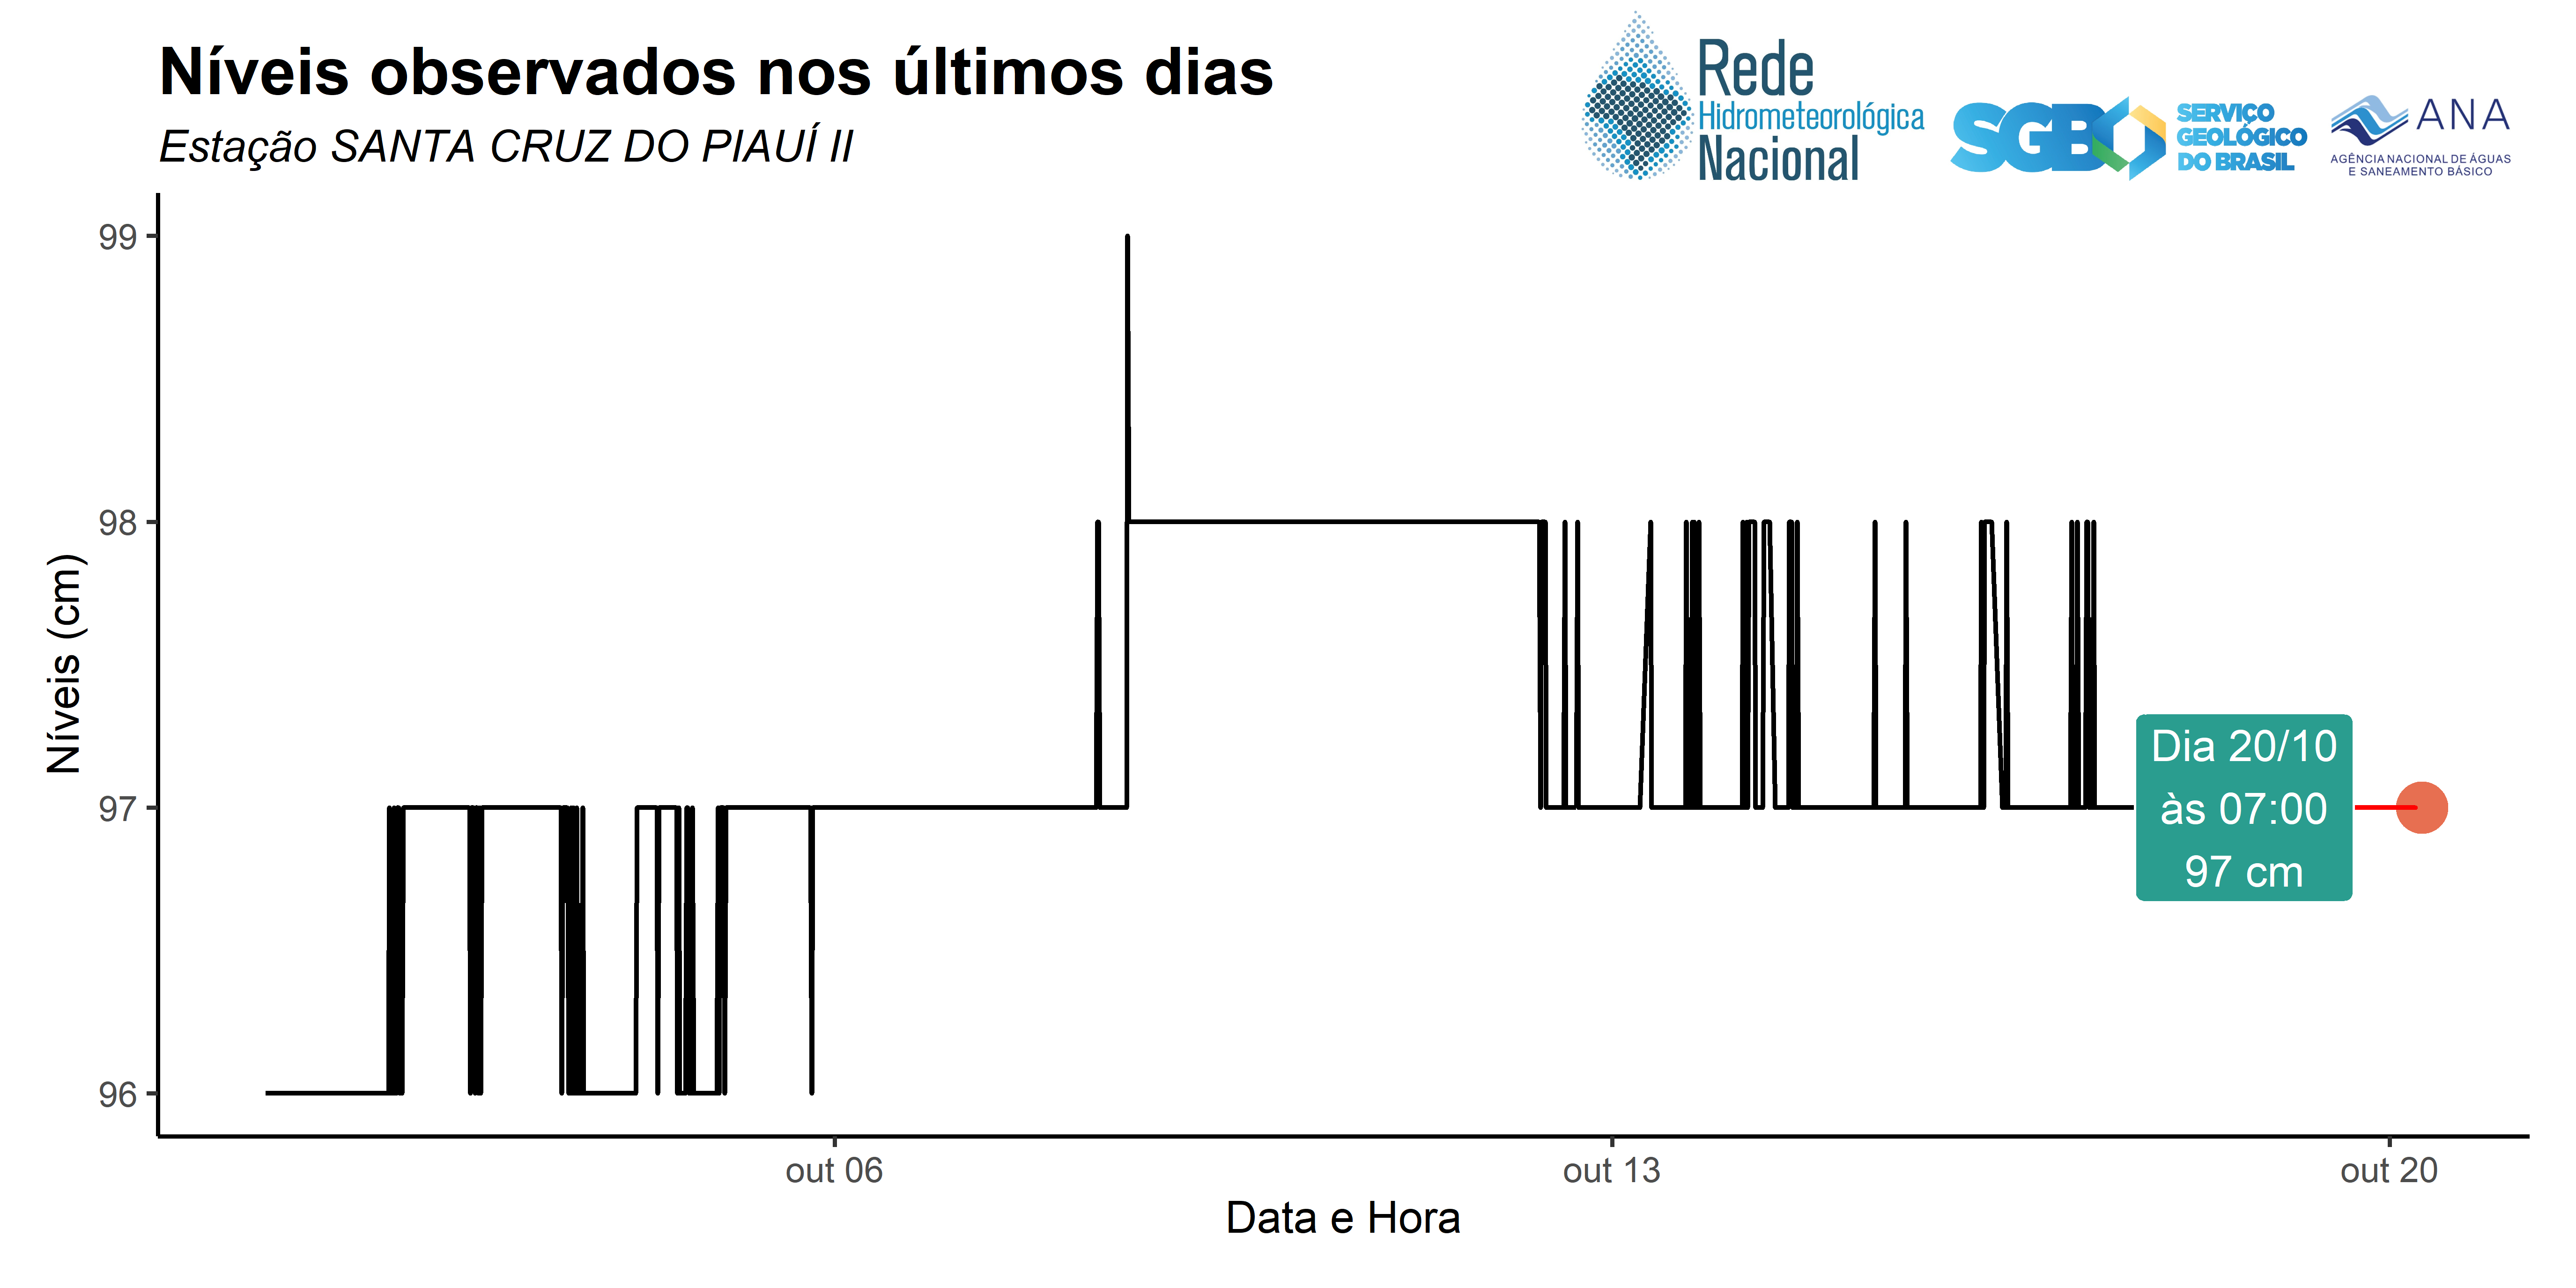 Níveis observados nos últimos dias
Estação SANTA CRUZ DO PIAUÍ II
Rede
Hidrometeorológica
Nacional
SGB
SERVIÇO
GEOLÓGICO
DO BRASIL
ANA
AGÊNCIA NACIONAL DE ÁGUAS
E SANEAMENTO BÁSICO
Níveis (cm)
99
98
97
96
Dia 20/10
às 07:00
97 cm
out 06
out 13
out 20
Data e Hora